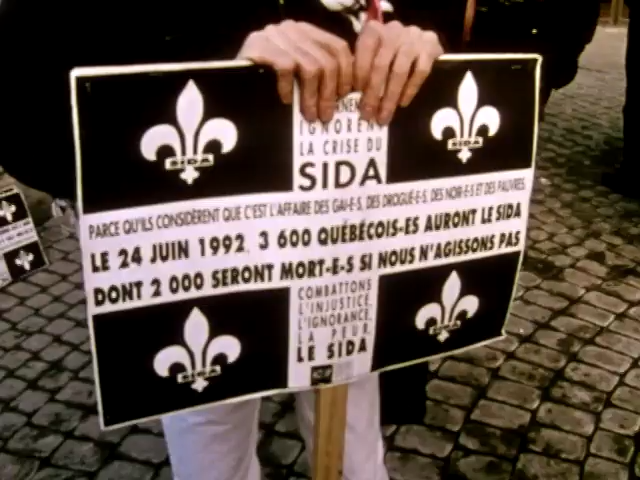 IGNORENT
LA CRISE DU
SIDA
SIDA
SIDA
PARCE QU'ILS CONSIDÈRENT QUE C'EST L'AFFAIRE DES GAI-E-S, DES DROGUÉ-E-S, DES NOIR-E-S ET DES PAUVRES.
LE 24 JUIN 1992, 3 600 QUÉBÉCOIS-ES AURONT LE SIDA
DONT 2 000 SERONT MORT-E-S SI NOUS N'AGISSONS PAS
COMBATTONS
L'INJUSTICE,
L'IGNORANCE,
LA PEUR,
LE SIDA
SIDA
SIDA